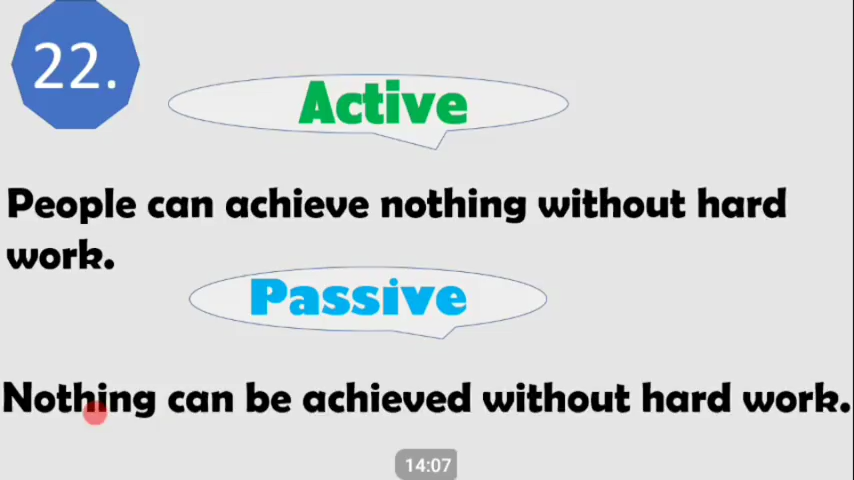 22.
Active
People can achieve nothing without hard
work.
Passive
Nothing can be achieved without hard work.
14:07